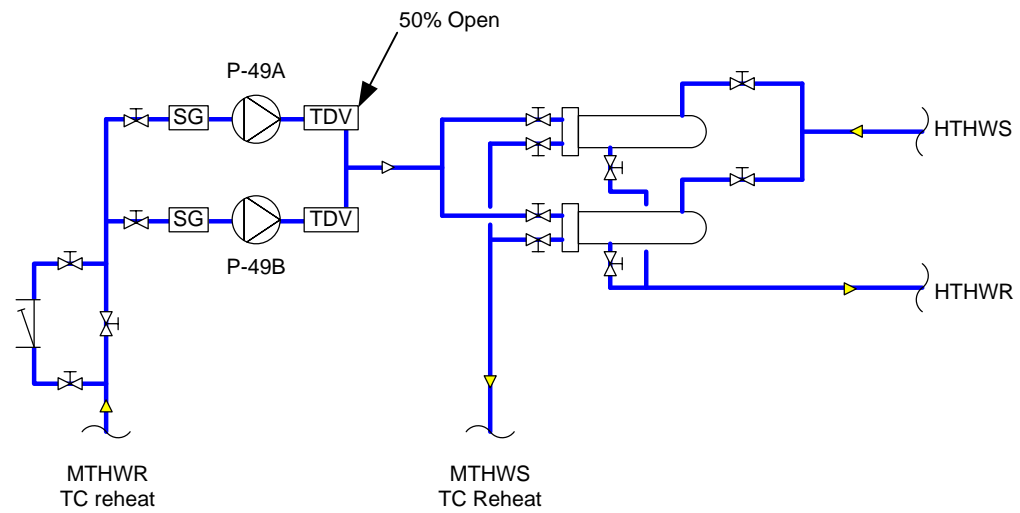 50% Open
P-49A
SG
TDV
HTHWS
SG
TDV
P-49B
HTHWR
MTHWR
TC reheat
MTHWS
TC Reheat